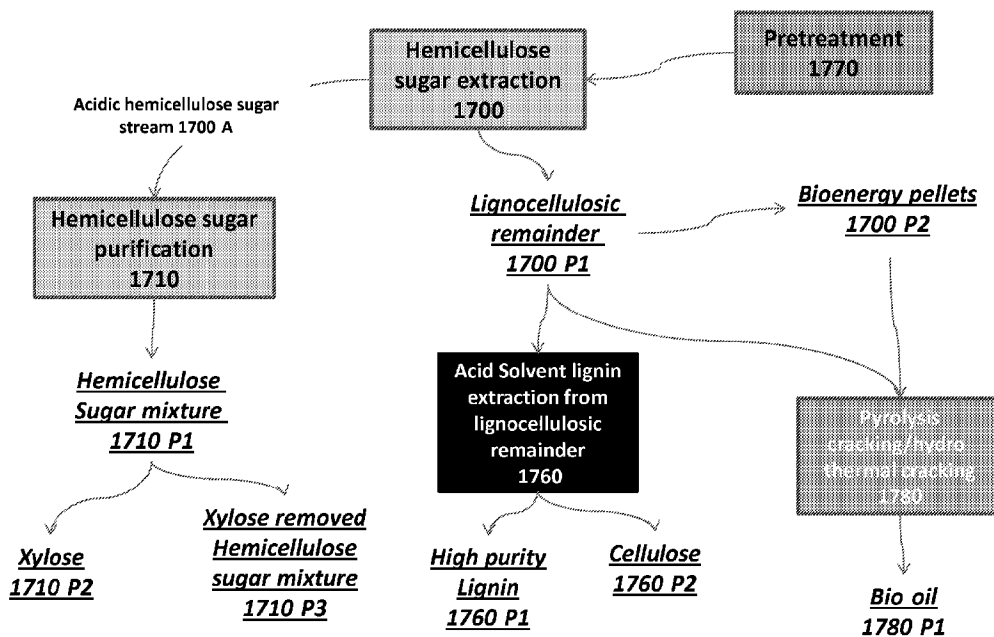 Hemicellulose
sugar extraction
1700
Pretreatment
1770
Acidic hemicellulose sugar
stream 1700 A
Hemicellulose sugar
purification
1710
Lignocellulosic
remainder
1700 P1
Bioenergy pellets
1700 P2
Hemicellulose
Sugar mixture
1710 P1
Acid Solvent lignin
extraction from
lignocellulosic
remainder
1760
Pyrolysis
cracking/hydro
thermal cracking
1780
Xylose
1710 P2
Xylose removed
Hemicellulose
sugar mixture
1710 P3
High purity
Lignin
1760 P1
Cellulose
1760 P2
Bio oil
1780 P1